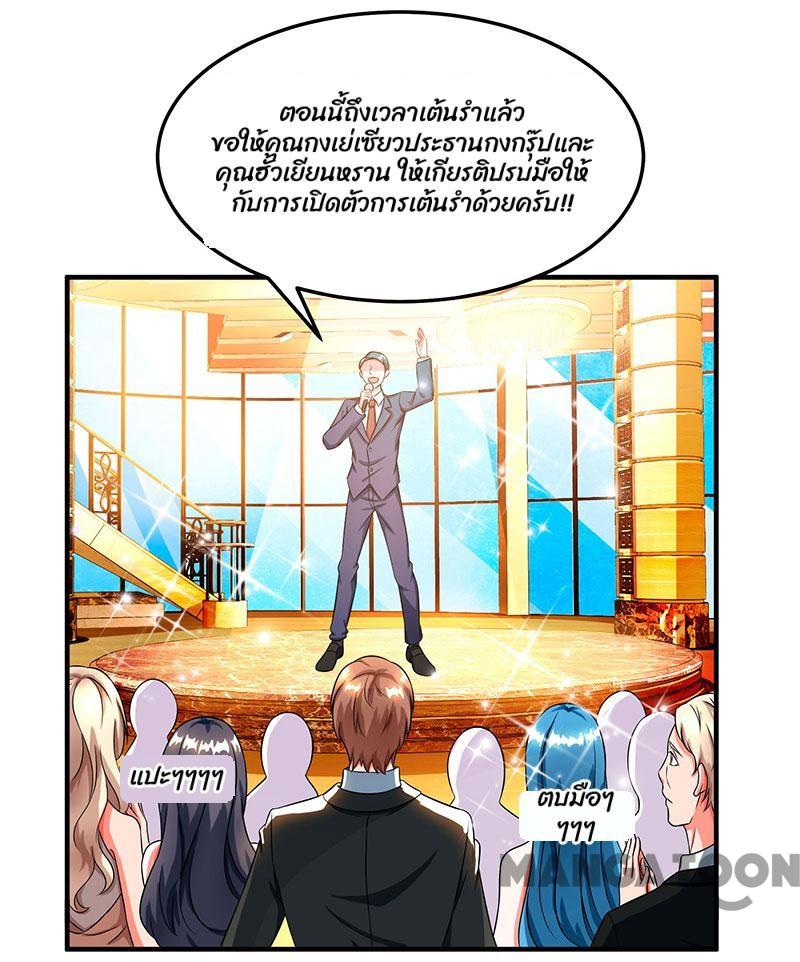 ตอนนี้ถึงเวลาเต้นรำแล้ว
ขอให้คุณกงเย่เซียวประธานกงกรุ๊ปและ
คุณฮั้วเยียนหราน ให้เกียรติปรบมือให้
กับการเปิดตัวการเต้นรำด้วยครับ!!
แปะๆๆๆๆ
ตบมือๆ
ๆๆๆ
MANGATOON